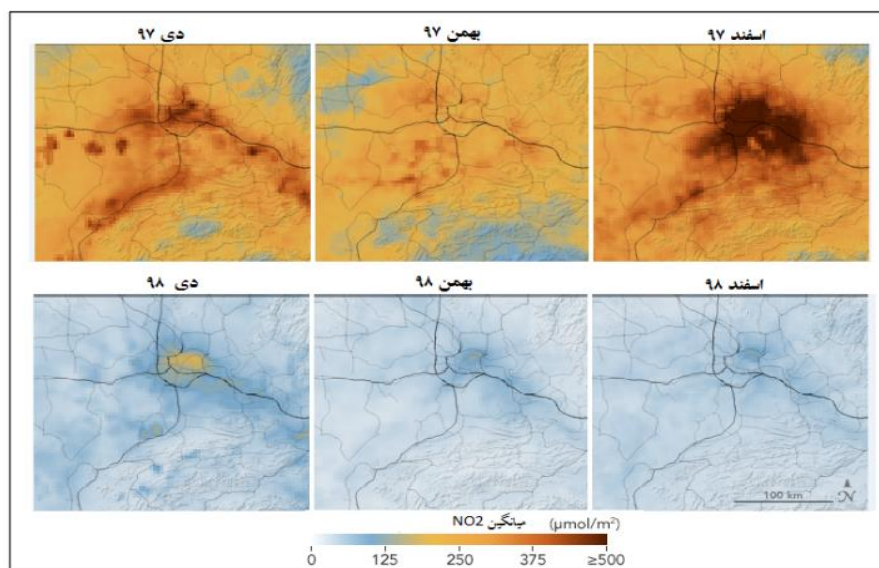 دی ۹۷
بهمن ۹۷
اسفند ۹۷
دی ۹۸
بهمن ۹۸
اسفند ۹۸
100 km
N
میانگین NO2 (µmol/m²)
0 125 250 375 ≥500